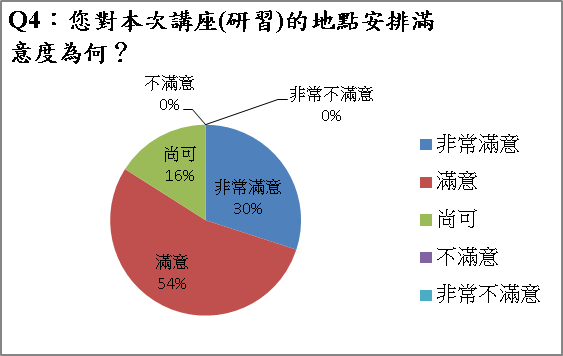 Q4：您對本次講座(研習)的地點安排滿
意度為何？
不滿意
0%
非常不滿意
0%
尚可
16%
非常滿意
30%
滿意
54%
非常滿意
滿意
尚可
不滿意
非常不滿意